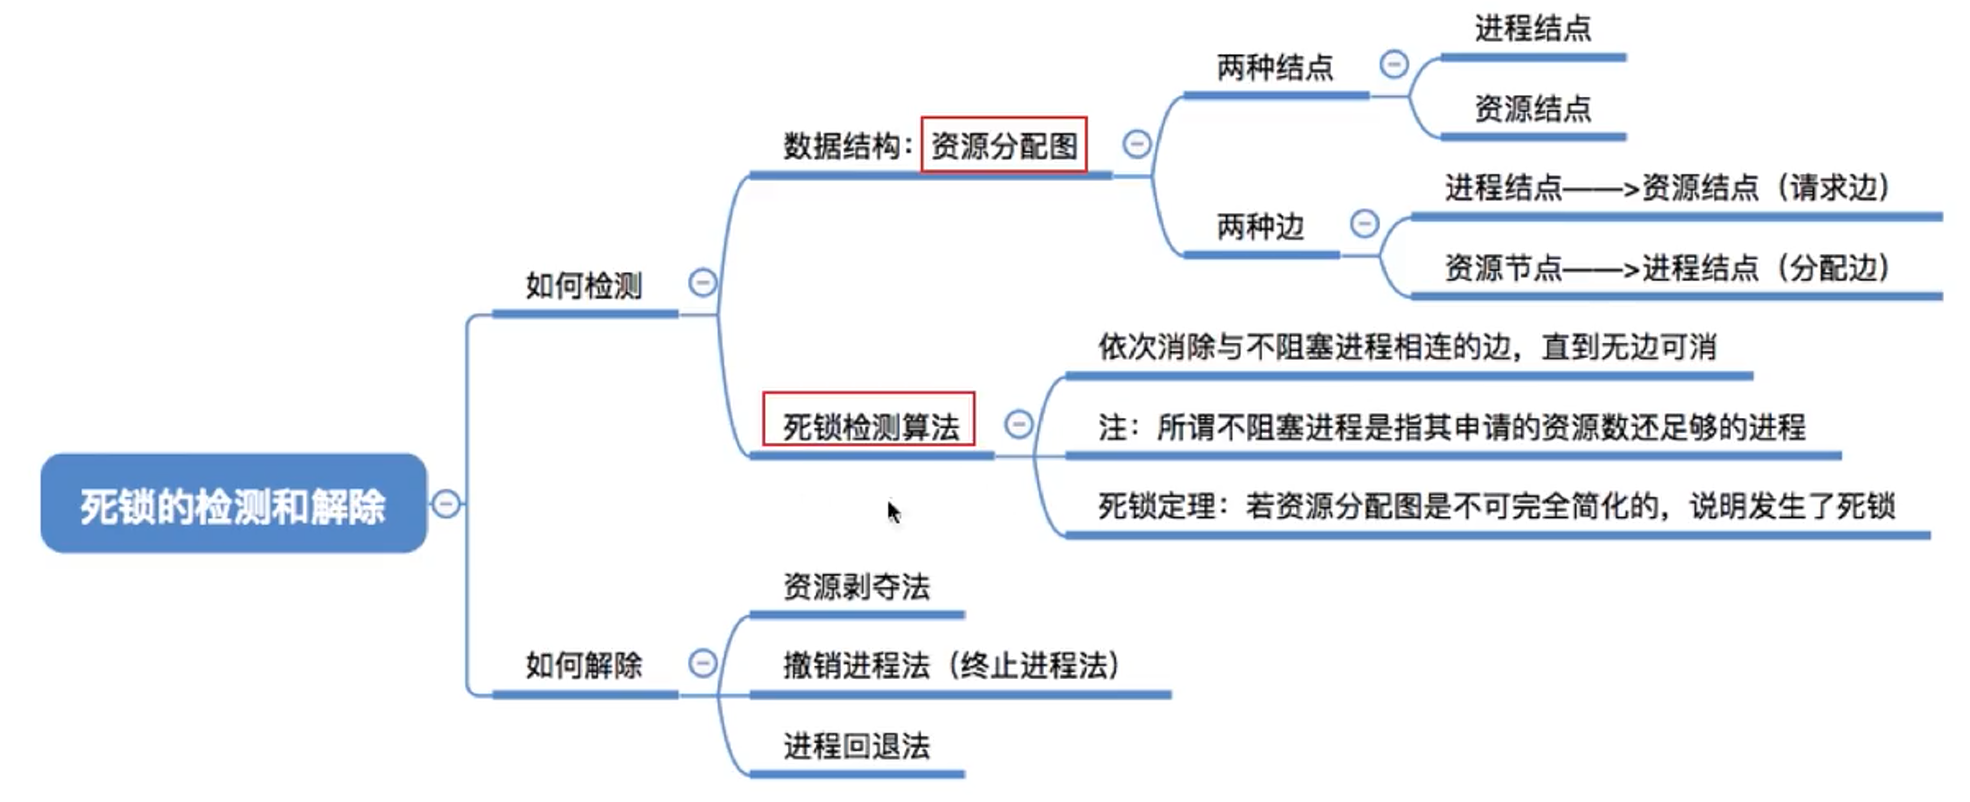 死锁的检测和解除
如何检测
数据结构：资源分配图
两种结点
进程结点
资源结点
两种边
进程结点——>资源结点（请求边）
资源节点——>进程结点（分配边）
死锁检测算法
依次消除与不阻塞进程相连的边，直到无边可消
注：所谓不阻塞进程是指其申请的资源数还足够的进程
死锁定理：若资源分配图是不可完全简化的，说明发生了死锁
如何解除
资源剥夺法
撤销进程法（终止进程法）
进程回退法